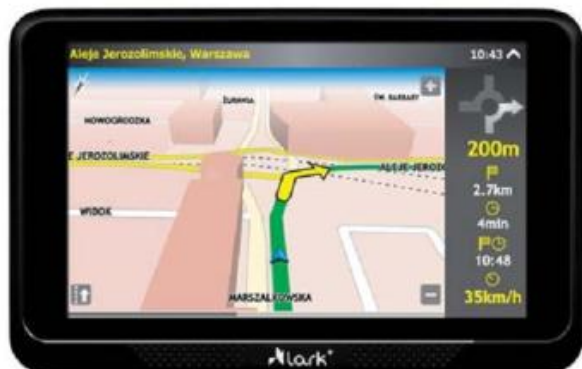 Aleje Jerozolimskie, Warszawa
10:43
ŻURAWIA
NOWOGRODZKA
E JEROZOLIMSKIE
ALEJE-JEROZO
200m
2.7km
WIDOK
4min
10:48
MARSZAŁKOWSKA
35km/h
lark+